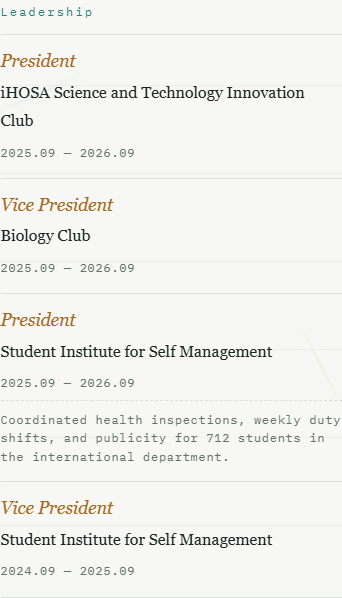 Leadership
President
iHOSA Science and Technology Innovation
Club
2025.09 — 2026.09
Vice President
Biology Club
2025.09 — 2026.09
President
Student Institute for Self Management
2025.09 — 2026.09
Coordinated health inspections, weekly duty
shifts, and publicity for 712 students in
the international department.
Vice President
Student Institute for Self Management
2024.09 — 2025.09